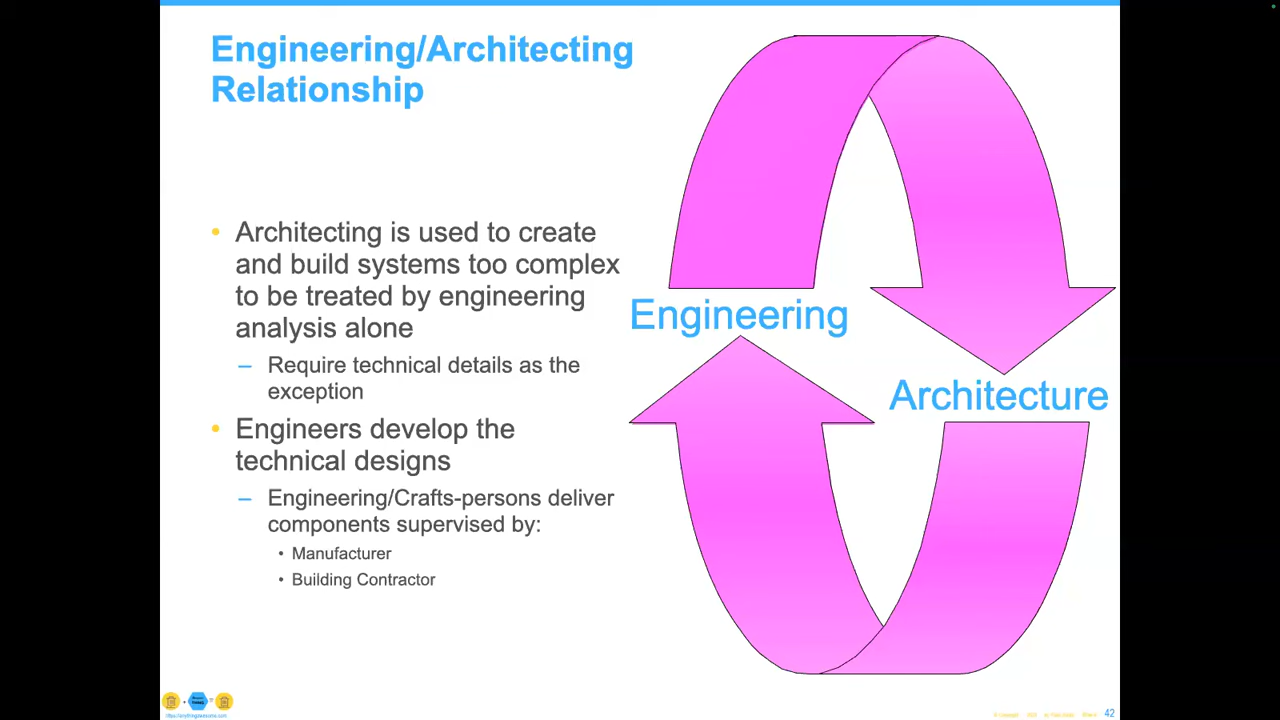 Engineering/Architecting
Relationship
• Architecting is used to create
and build systems too complex
to be treated by engineering
analysis alone
– Require technical details as the
exception
• Engineers develop the
technical designs
– Engineering/Crafts-persons deliver
components supervised by:
• Manufacturer
• Building Contractor
Engineering
Architecture
42